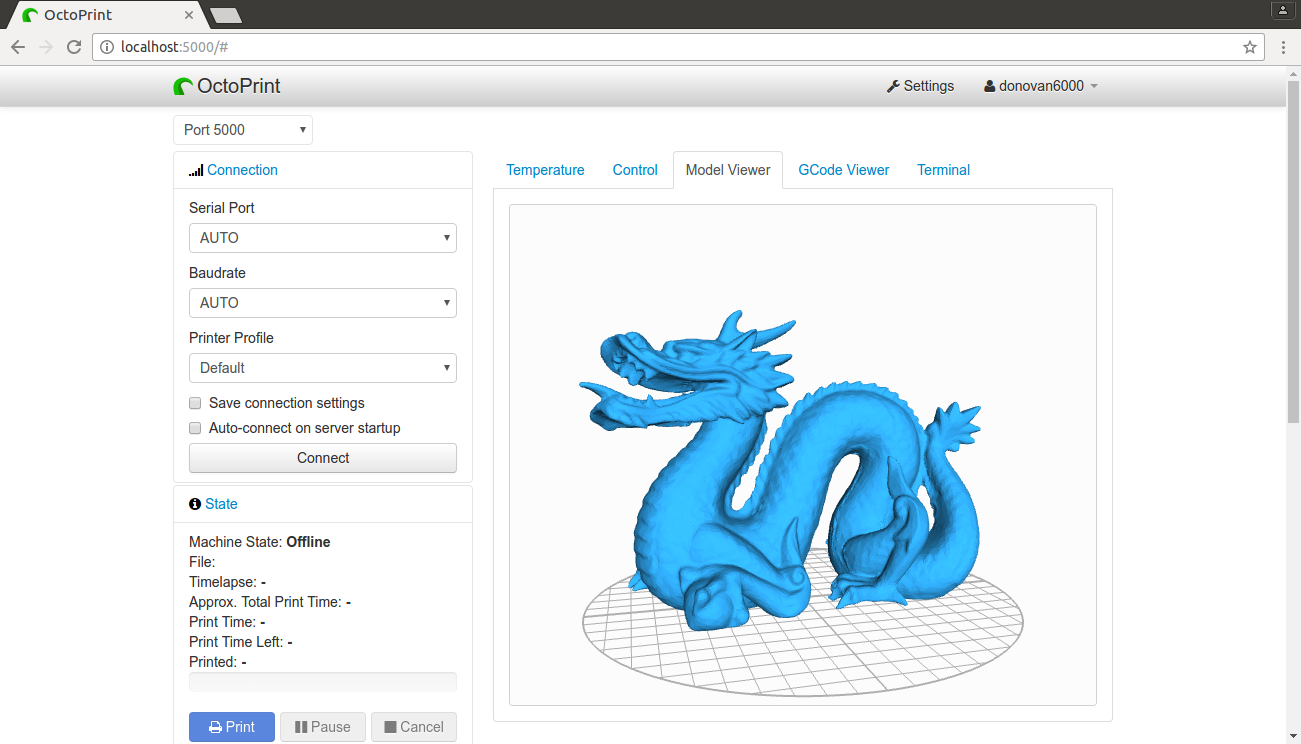 OctoPrint
localhost:5000/#
OctoPrint
Settings
donovan6000
Port 5000
Connection
Serial Port
AUTO
Baudrate
AUTO
Printer Profile
Default
Save connection settings
Auto-connect on server startup
Connect
State
Machine State: Offline
File:
Timelapse: -
Approx. Total Print Time: -
Print Time: -
Print Time Left: -
Printed: -
Print
Pause
Cancel
Temperature
Control
Model Viewer
GCode Viewer
Terminal